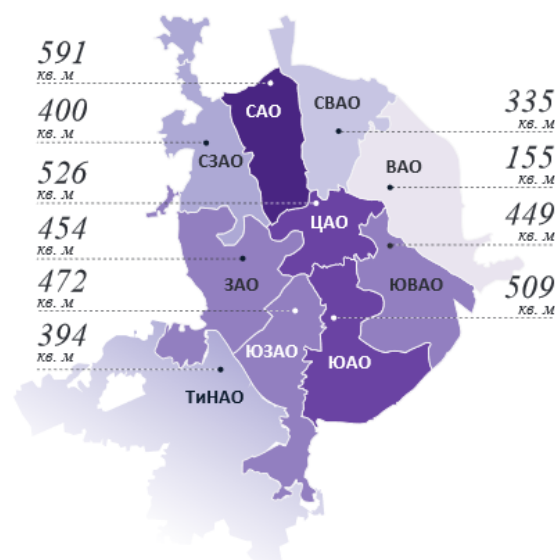 591
кв. м
400
кв. м
526
кв. м
454
кв. м
472
кв. м
394
кв. м
САО
СВАО
СЗАО
ВАО
ЦАО
ЗАО
ЮВАО
ЮЗАО
ЮАО
ТиНАО
335
кв. м
155
кв. м
449
кв. м
509
кв. м